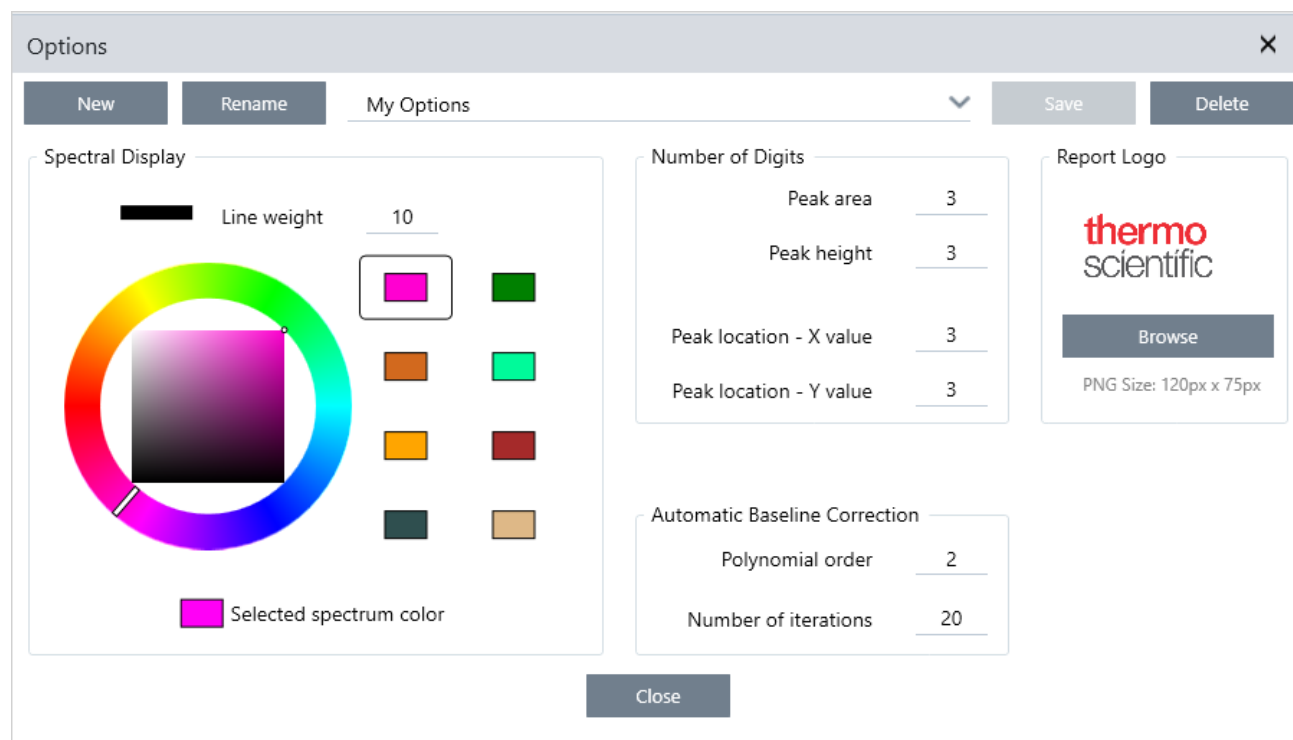 Options
New Rename My Options Save Delete
Spectral Display
Line weight 10
Selected spectrum color
Number of Digits
Peak area 3
Peak height 3
Peak location - X value 3
Peak location - Y value 3
Automatic Baseline Correction
Polynomial order 2
Number of iterations 20
Report Logo
thermo
scientific
Browse
PNG Size: 120px x 75px
Close